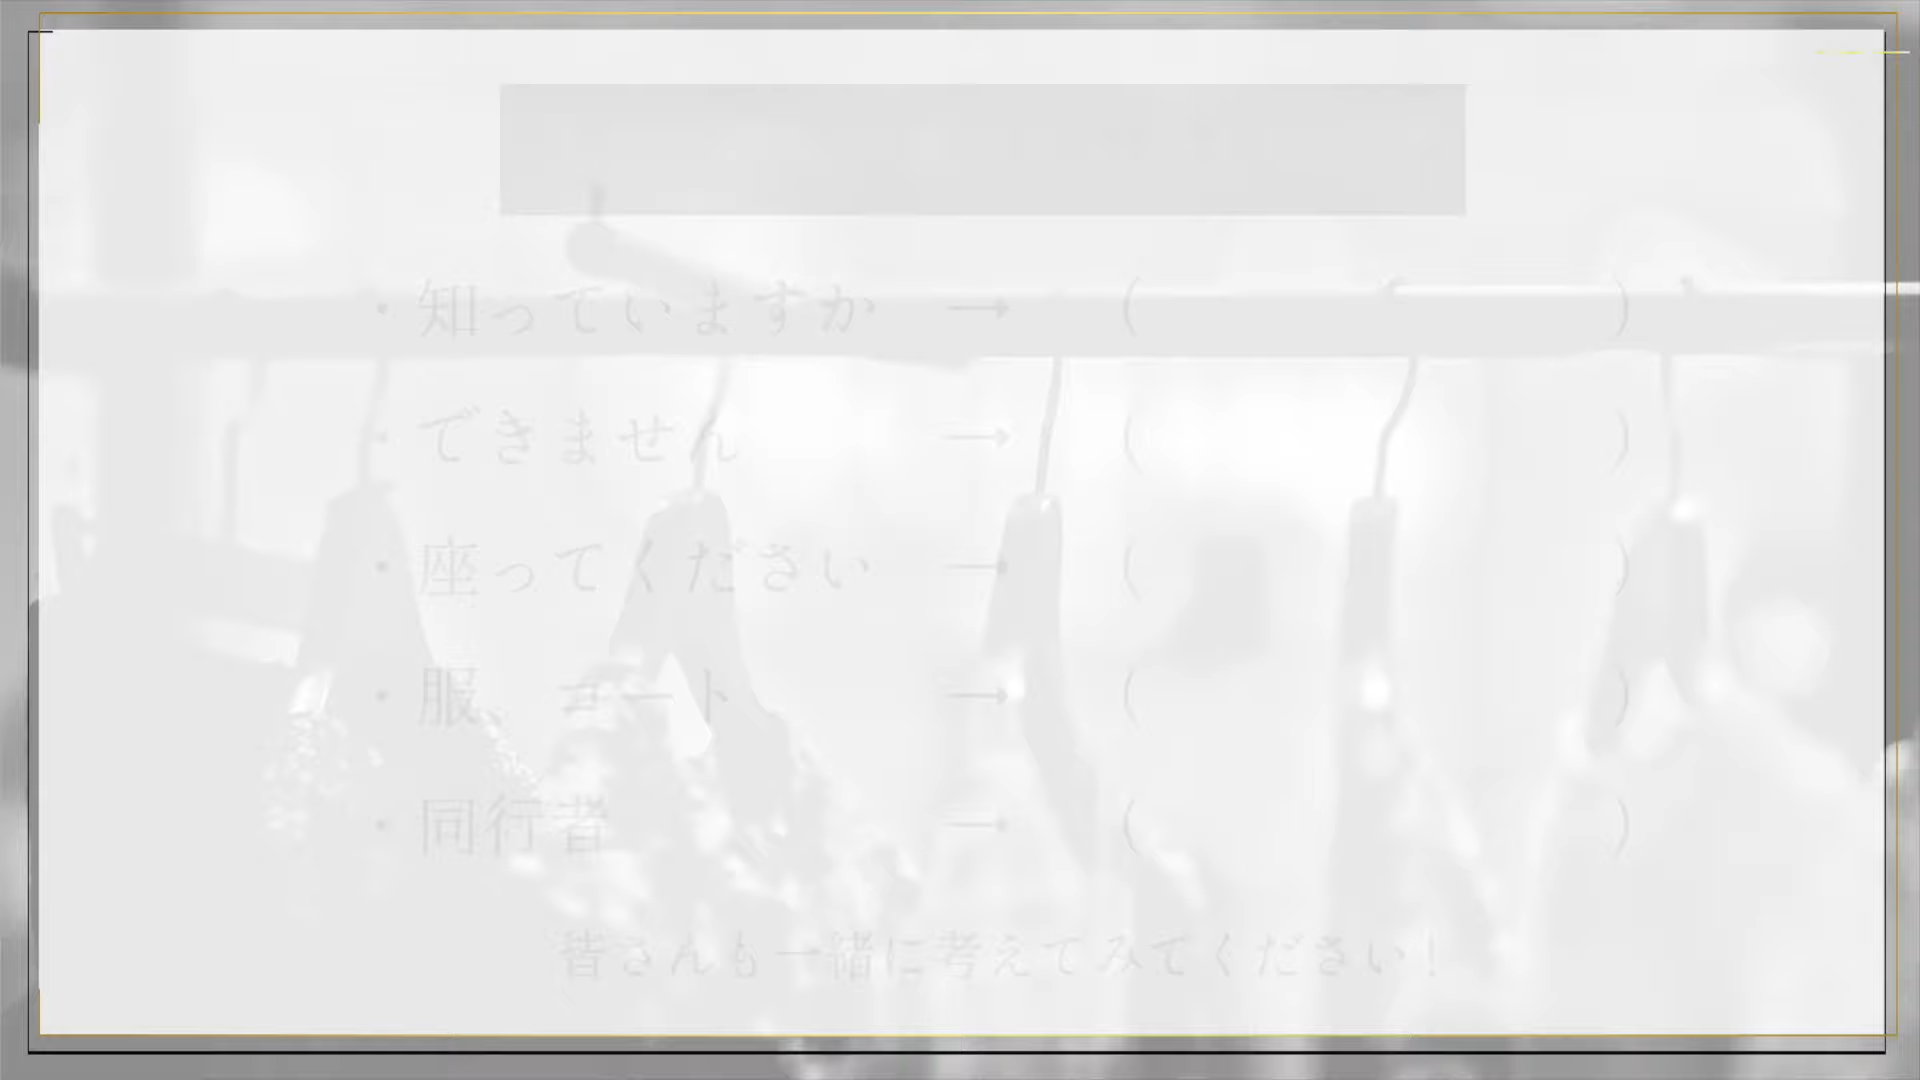 ・知っていますか → （ ）
・できません → （ ）
・座ってください → （ ）
・服、コート → （ ）
・同行者 → （ ）
皆さんも一緒に考えてみてください！